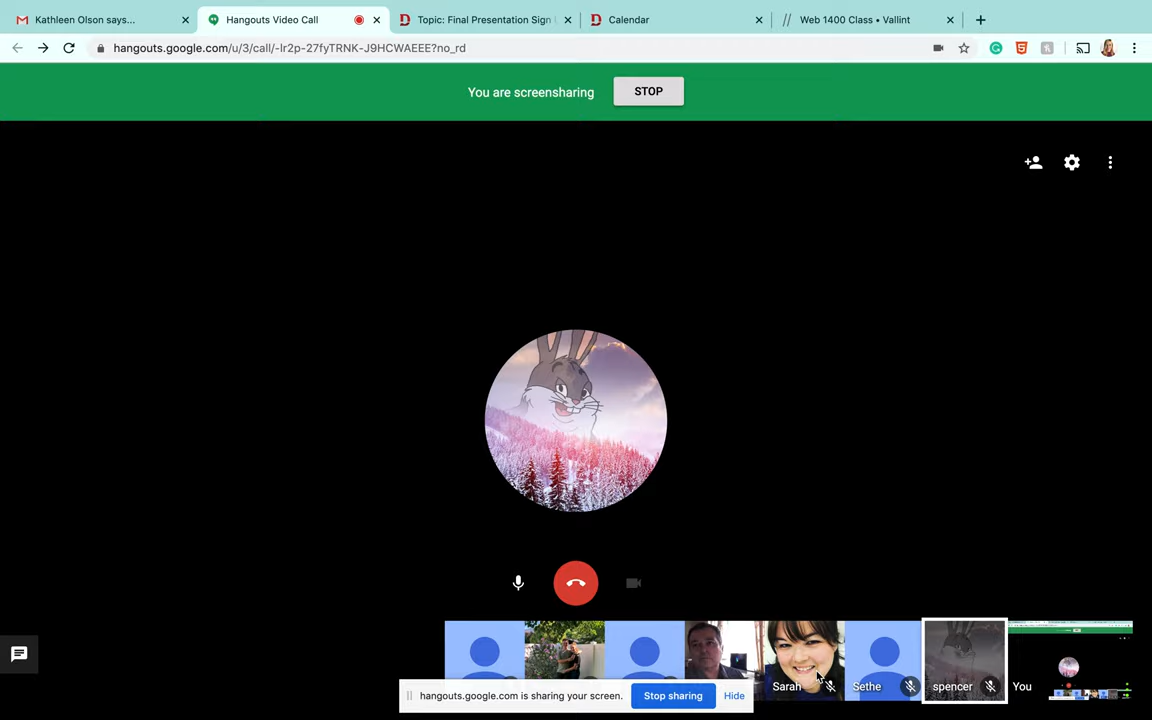 Kathleen Olson says...
Hangouts Video Call
Topic: Final Presentation Sign
Calendar
Web 1400 Class • Vallint
hangouts.google.com/u/3/call/-lr2p-27fyTRNK-J9HCWAEEE?no_rd
You are screensharing
STOP
Sarah
Sethe
spencer
You
hangouts.google.com is sharing your screen.
Stop sharing
Hide